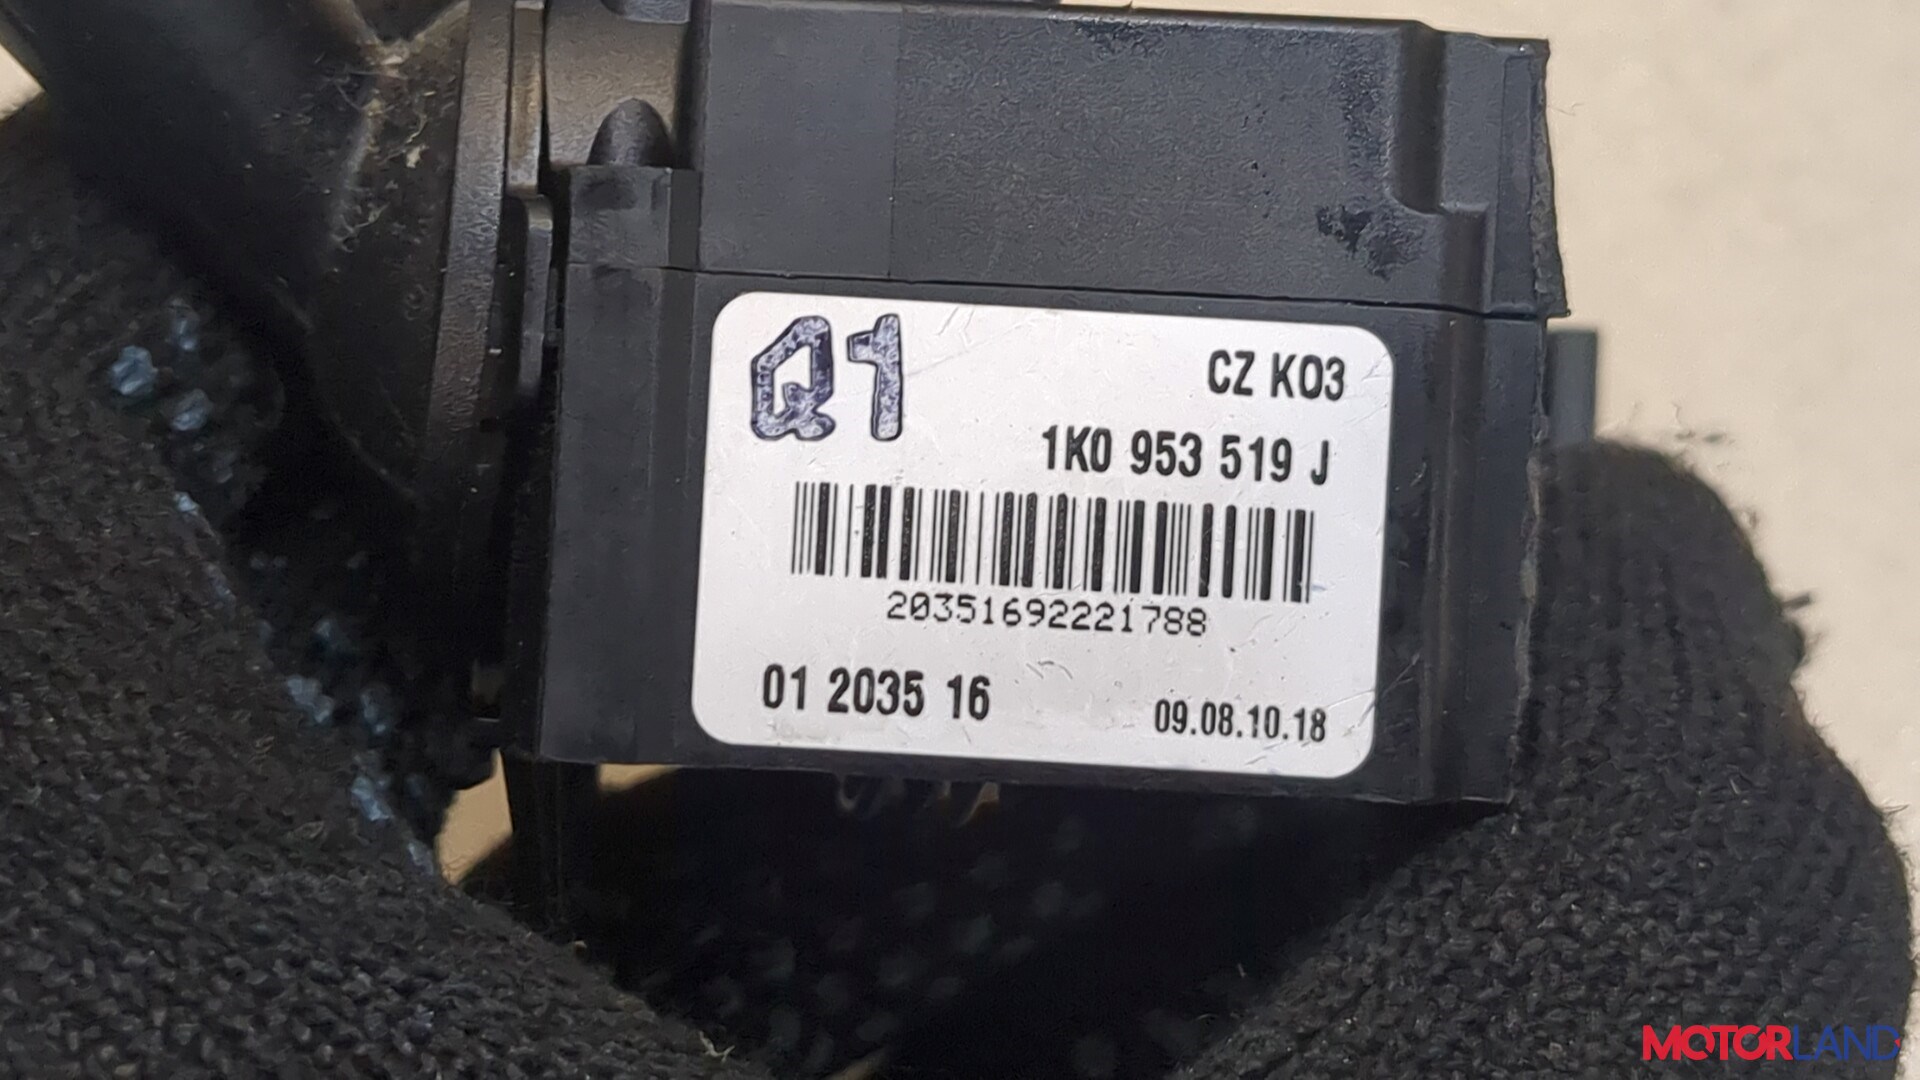 Q1
CZ K03
1K0 953 519 J
20351692221788
01 2035 16
09.08.10.18
MOTORLAND